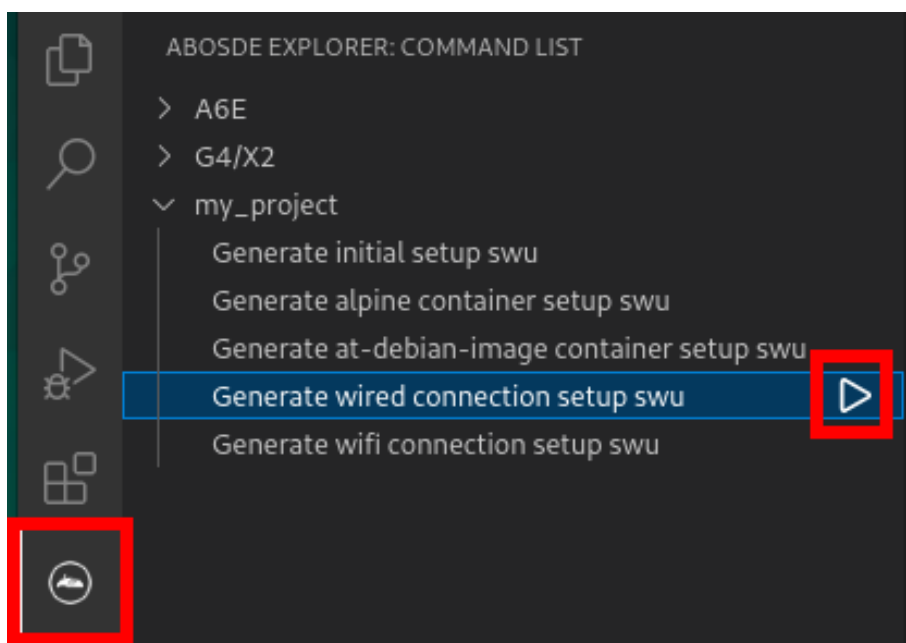 ABOSDE EXPLORER: COMMAND LIST
A6E
G4/X2
my_project
Generate initial setup swu
Generate alpine container setup swu
Generate at-debian-image container setup swu
Generate wired connection setup swu
Generate wifi connection setup swu